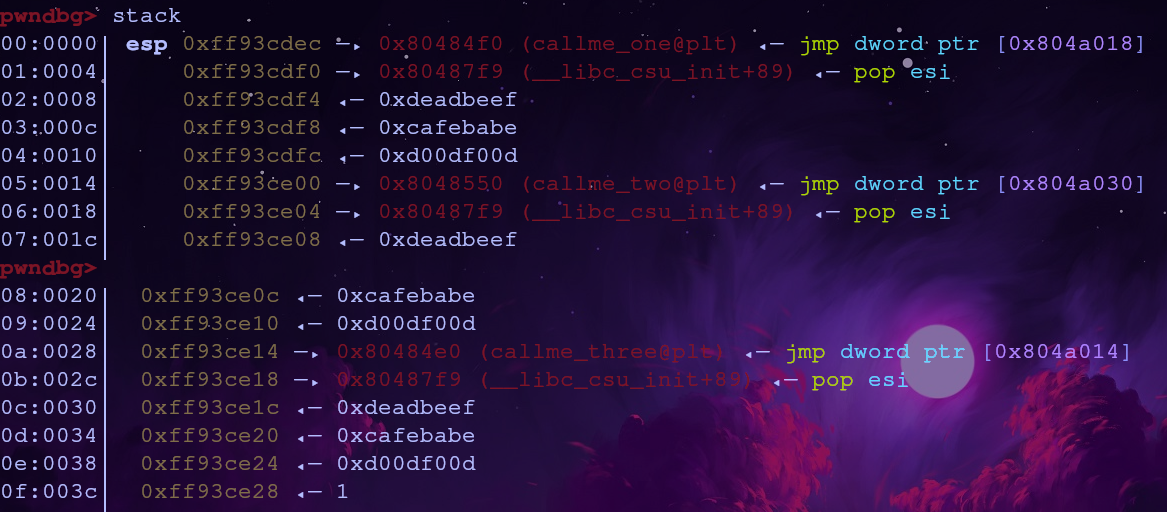 pwndbg> stack
00:0000│ esp 0xff93cdec —▸ 0x80484f0 (callme_one@plt) ◂— jmp dword ptr [0x804a018]
01:0004│ 0xff93cdf0 —▸ 0x80487f9 (__libc_csu_init+89) ◂— pop esi
02:0008│ 0xff93cdf4 ◂— 0xdeadbeef
03:000c│ 0xff93cdf8 ◂— 0xcafebabe
04:0010│ 0xff93cdfc ◂— 0xd00df00d
05:0014│ 0xff93ce00 —▸ 0x8048550 (callme_two@plt) ◂— jmp dword ptr [0x804a030]
06:0018│ 0xff93ce04 —▸ 0x80487f9 (__libc_csu_init+89) ◂— pop esi
07:001c│ 0xff93ce08 ◂— 0xdeadbeef
pwndbg>
08:0020│ 0xff93ce0c ◂— 0xcafebabe
09:0024│ 0xff93ce10 ◂— 0xd00df00d
0a:0028│ 0xff93ce14 —▸ 0x80484e0 (callme_three@plt) ◂— jmp dword ptr [0x804a014]
0b:002c│ 0xff93ce18 —▸ 0x80487f9 (__libc_csu_init+89) ◂— pop esi
0c:0030│ 0xff93ce1c ◂— 0xdeadbeef
0d:0034│ 0xff93ce20 ◂— 0xcafebabe
0e:0038│ 0xff93ce24 ◂— 0xd00df00d
0f:003c│ 0xff93ce28 ◂— 1